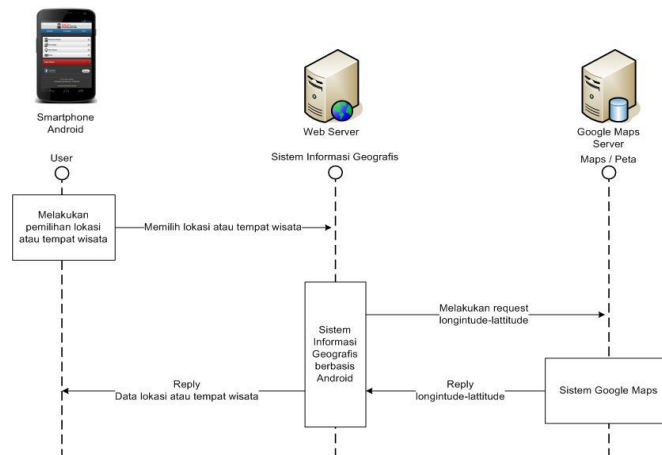 Smartphone
Android
Web Server
Google Maps
Server
User
Sistem Informasi Geografis
Maps / Peta
Melakukan
pemilihan lokasi
atau tempat wisata
Memilih lokasi atau tempat wisata
Sistem
Informasi
Geografis
berbasis
Android
Melakukan request
longintude-lattitude
Reply
Data lokasi atau tempat wisata
Reply
longintude-lattitude
Sistem Google Maps